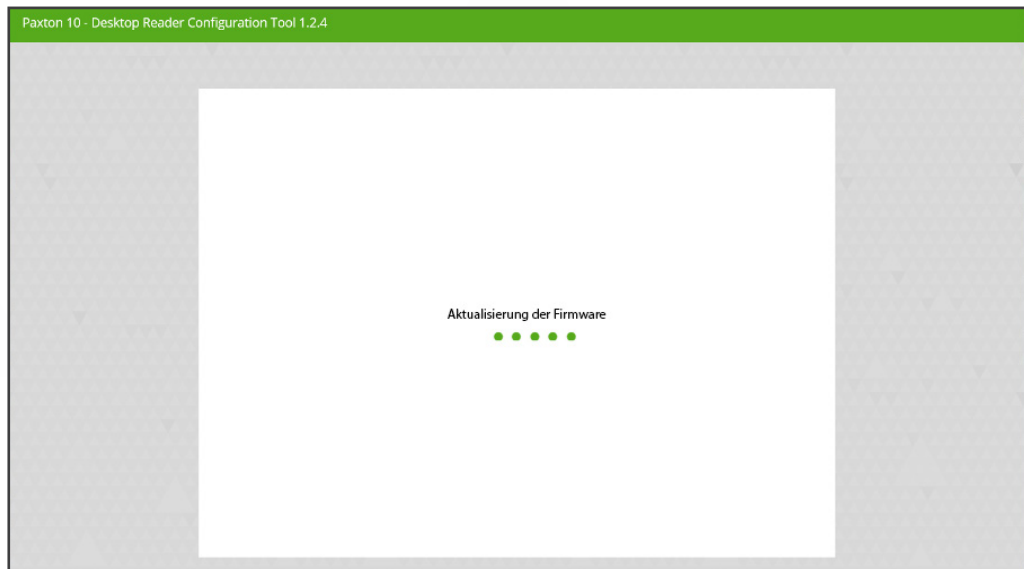 Paxton 10 - Desktop Reader Configuration Tool 1.2.4
Aktualisierung der Firmware